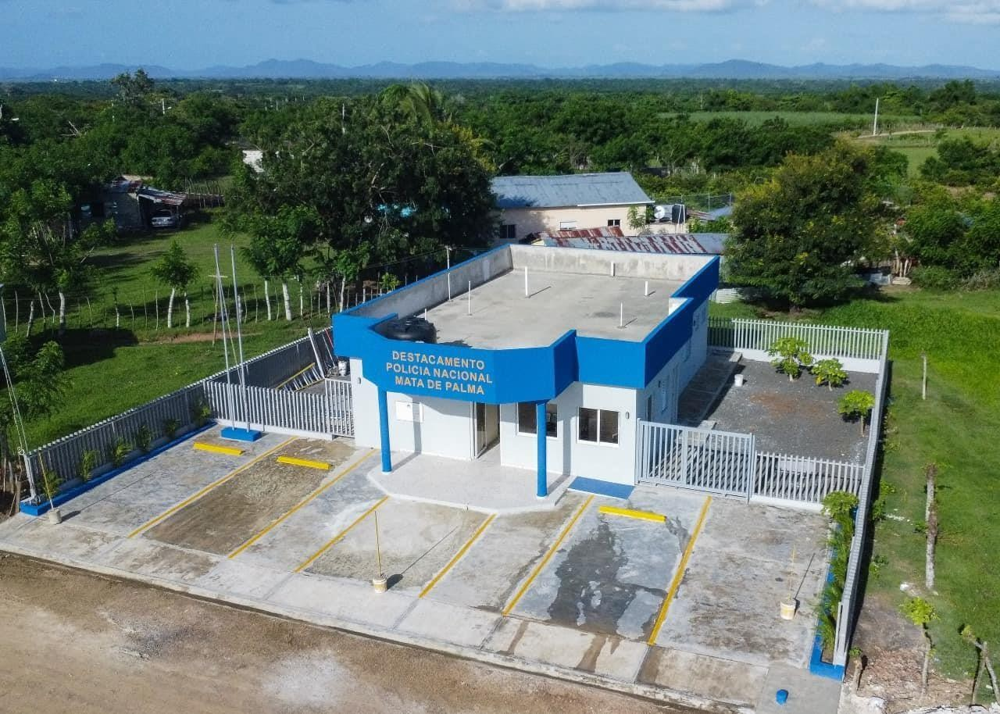 DESTACAMENTO
POLICIA NACIONAL
MATA DE PALMA